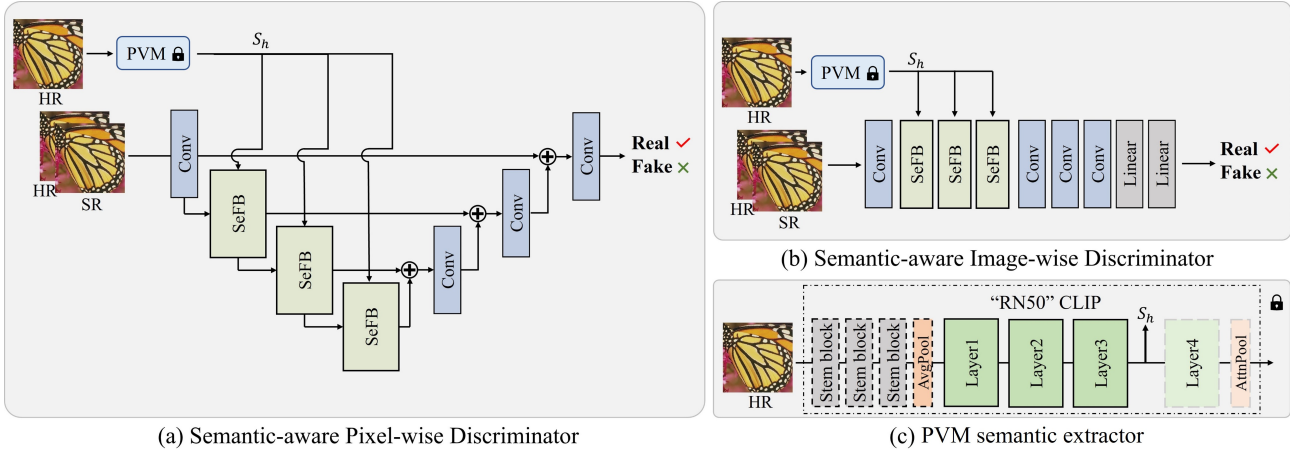 PVM
S_h
HR
HR
SR
Conv
SeFB
SeFB
SeFB
Conv
Conv
Conv
Real ✓
Fake ×
(a) Semantic-aware Pixel-wise Discriminator
PVM
S_h
HR
HR
SR
Conv
SeFB
SeFB
SeFB
Conv
Conv
Conv
Linear
Linear
Real ✓
Fake ×
(b) Semantic-aware Image-wise Discriminator
“RN50” CLIP
HR
Stem block
Stem block
Stem block
AvgPool
Layer1
Layer2
Layer3
S_h
Layer4
AttnPool
(c) PVM semantic extractor